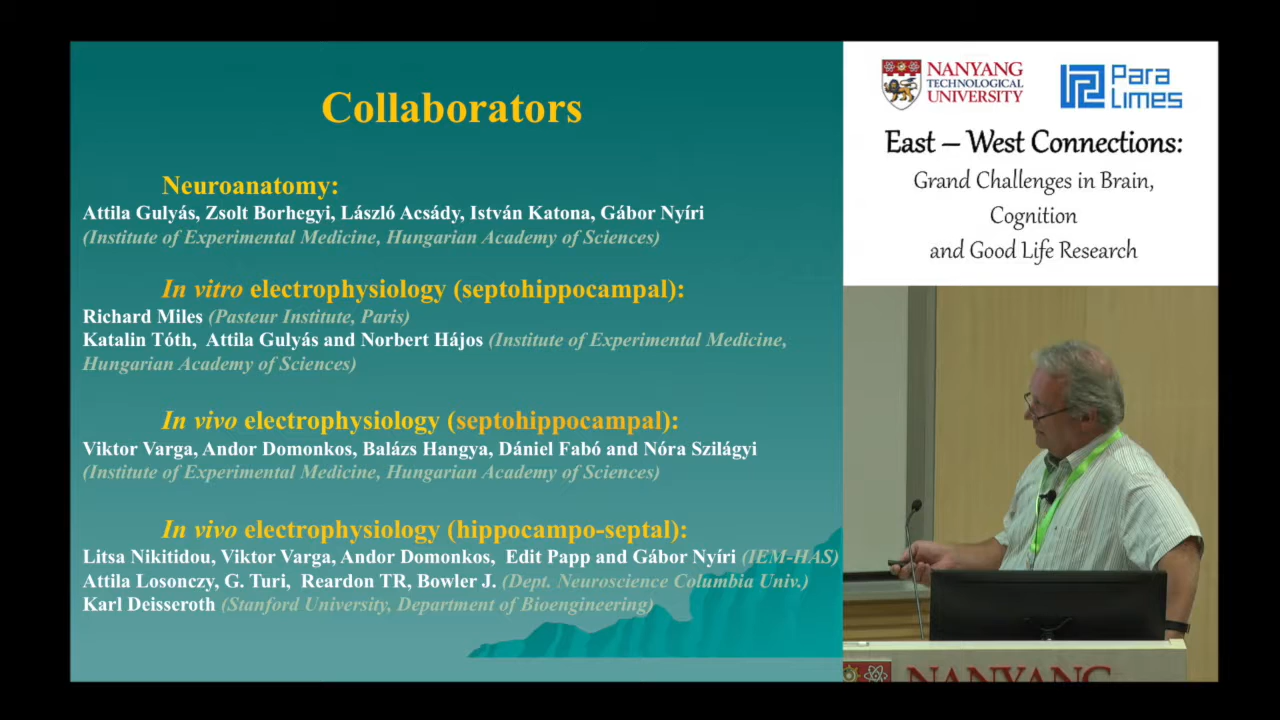 Collaborators
Neuroanatomy:
Attila Gulyás, Zsolt Borhegyi, László Acsády, István Katona, Gábor Nyíri
(Institute of Experimental Medicine, Hungarian Academy of Sciences)
In vitro electrophysiology (septohippocampal):
Richard Miles (Pasteur Institute, Paris)
Katalin Tóth, Attila Gulyás and Norbert Hájos (Institute of Experimental Medicine,
Hungarian Academy of Sciences)
In vivo electrophysiology (septohippocampal):
Viktor Varga, Andor Domonkos, Balázs Hangya, Dániel Fabó and Nóra Szilágyi
(Institute of Experimental Medicine, Hungarian Academy of Sciences)
In vivo electrophysiology (hippocampo-septal):
Litsa Nikitidou, Viktor Varga, Andor Domonkos, Edit Papp and Gábor Nyíri (IEM-HAS)
Attila Losonczy, G. Turi, Reardon TR, Bowler J. (Dept. Neuroscience Columbia Univ.)
Karl Deisseroth (Stanford University, Department of Bioengineering)
NANYANG
TECHNOLOGICAL
UNIVERSITY
Para
Limes
East – West Connections:
Grand Challenges in Brain,
Cognition
and Good Life Research
NANYANG